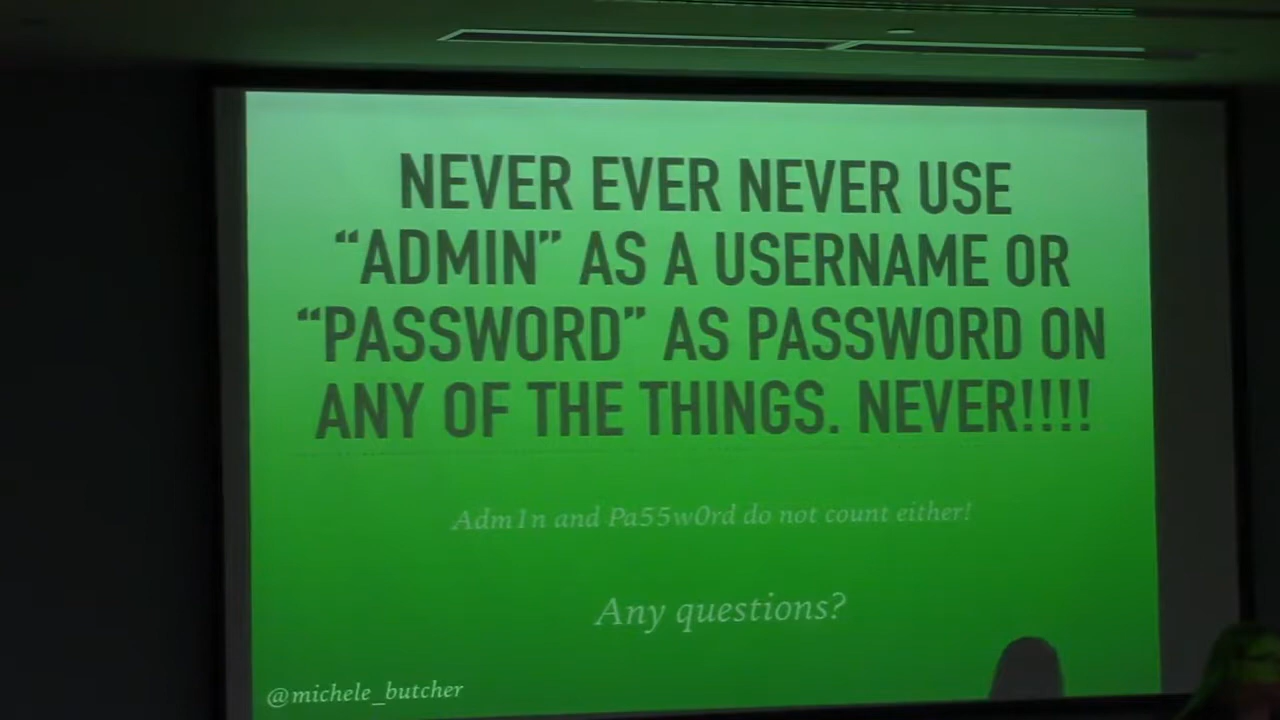 NEVER EVER NEVER USE
“ADMIN” AS A USERNAME OR
“PASSWORD” AS PASSWORD ON
ANY OF THE THINGS. NEVER!!!!
Adm1n and Pa55w0rd do not count either!
Any questions?
@michele_butcher